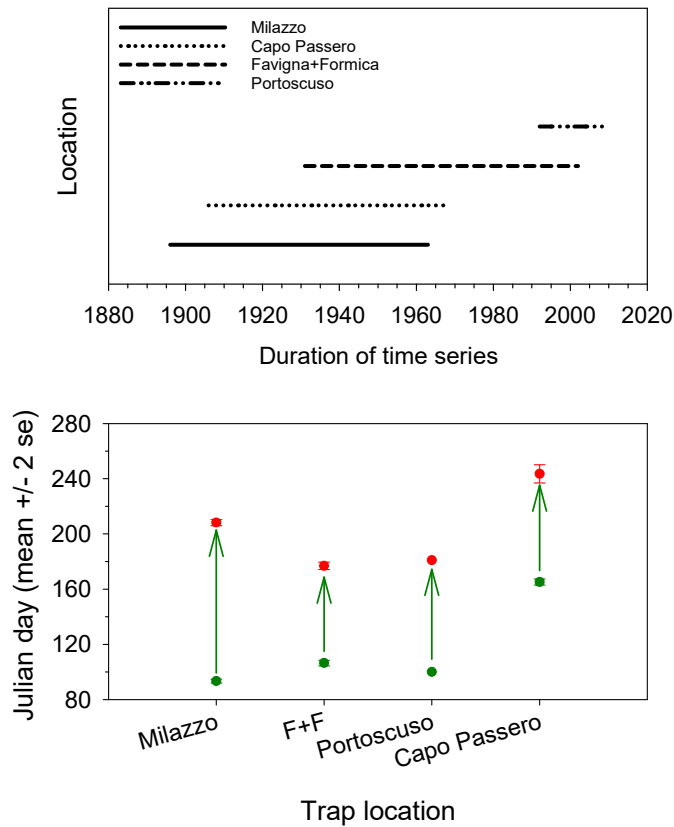 Milazzo
Capo Passero
Favigna+Formica
Portoscuso
Location
1880 1900 1920 1940 1960 1980 2000 2020
Duration of time series
280
240
200
160
120
80
Julian day (mean +/- 2 se)
Milazzo F+F Portoscuso Capo Passero
Trap location